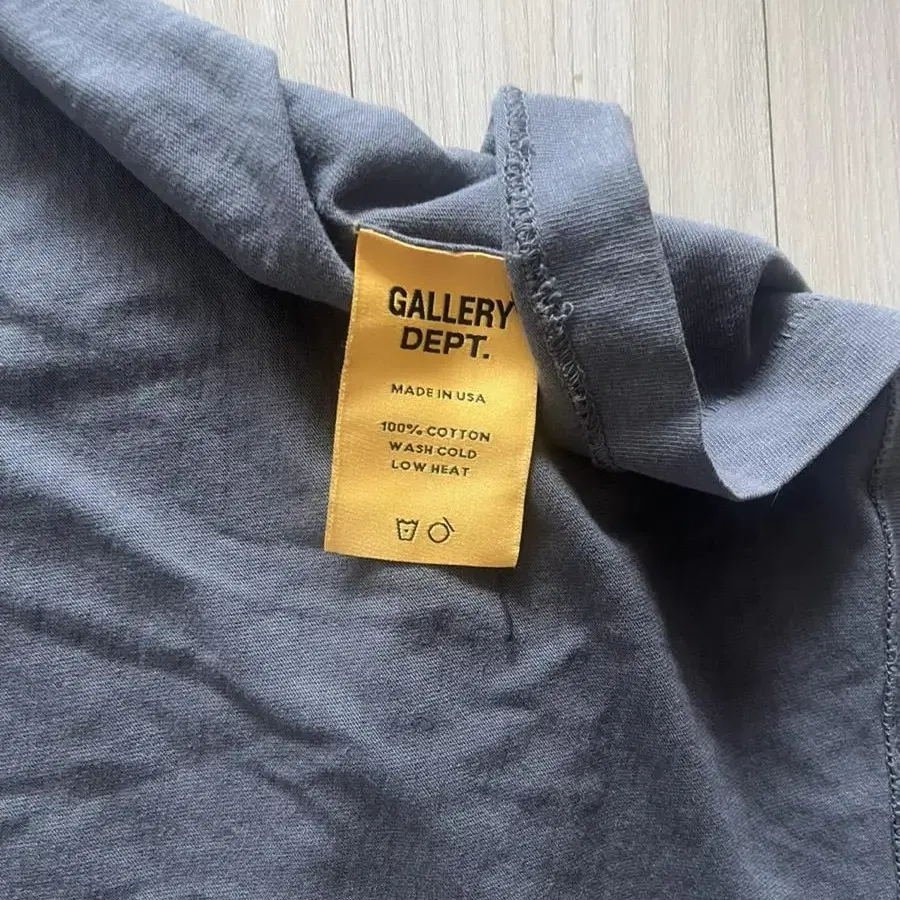 GALLERY
DEPT.
MADE IN USA
100% COTTON
WASH COLD
LOW HEAT